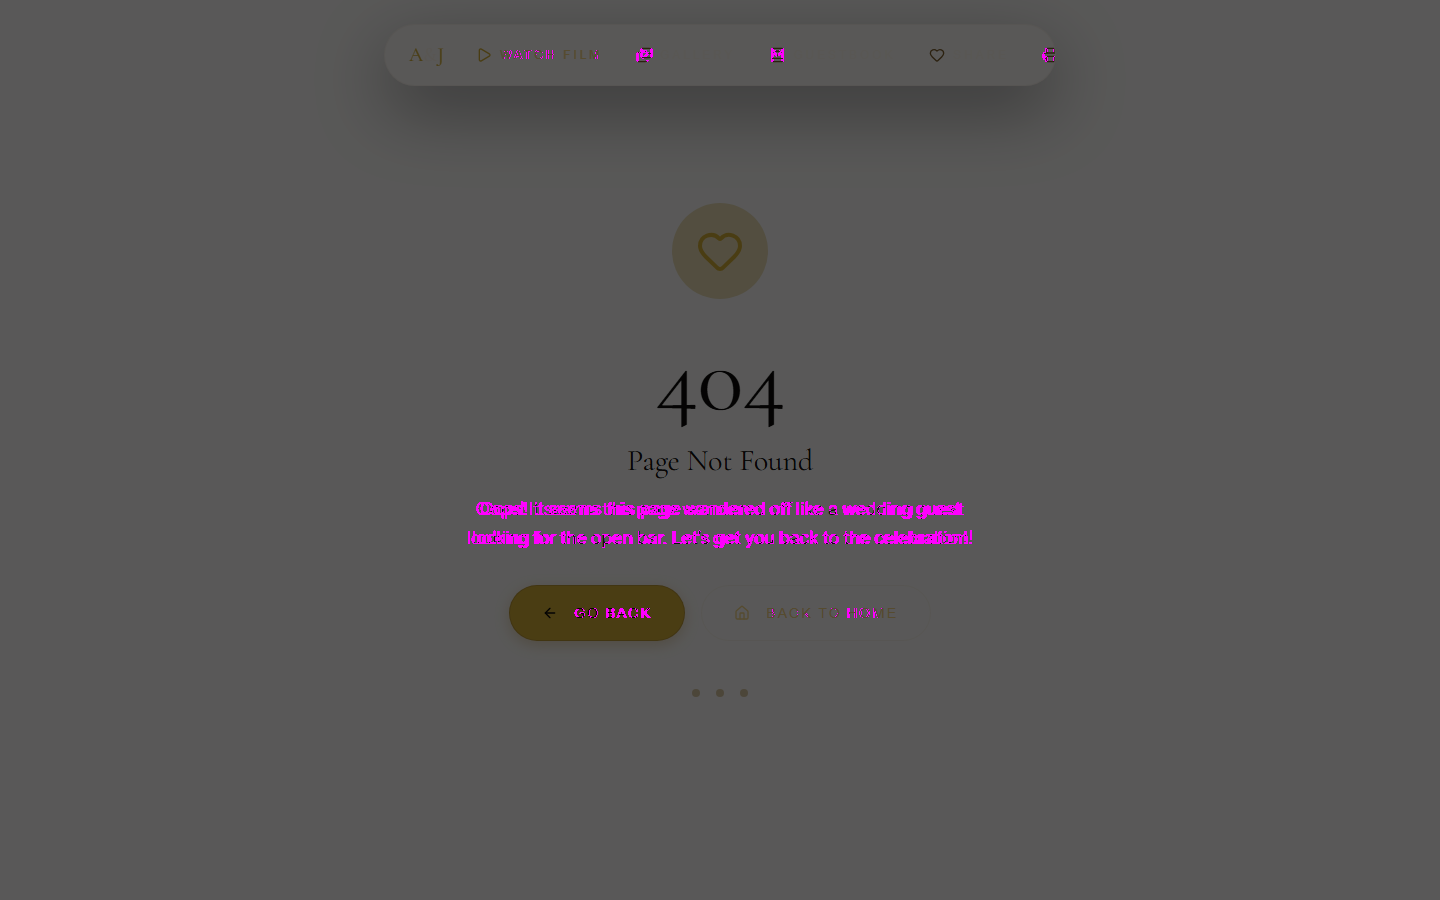 A J WATCH FILM
404
Page Not Found
Oops! It seems this page wandered off like a wedding guest
looking for the open bar. Let's get you back to the celebration!
GO BACK BACK TO HOME